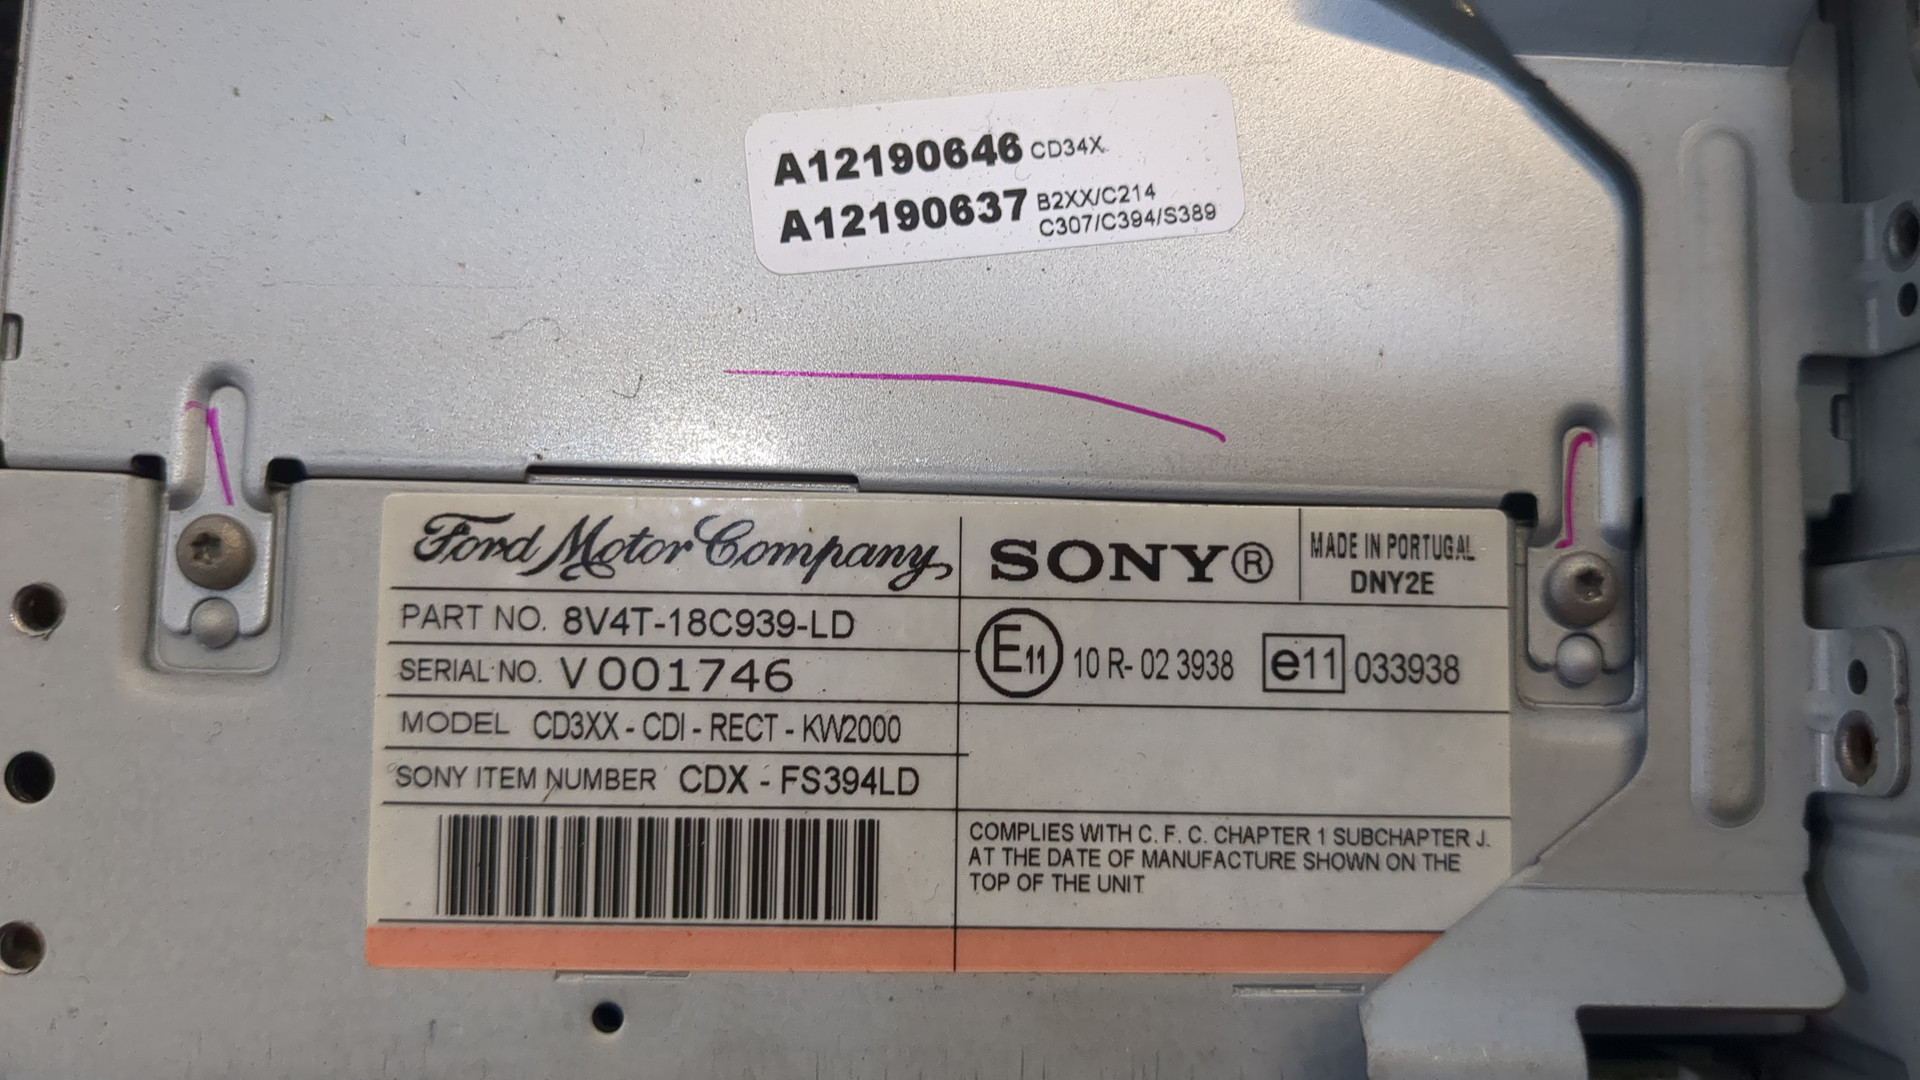 A12190646 CD34X
A12190637 B2XX/C214
C307/C394/S389
Ford Motor Company
SONY®
MADE IN PORTUGAL
DNY2E
PART NO. 8V4T-18C939-LD
SERIAL NO. V001746
E11 10 R- 02 3938 e11 033938
MODEL CD3XX - CDI - RECT - KW2000
SONY ITEM NUMBER CDX - FS394LD
COMPLIES WITH C. F. C. CHAPTER 1 SUBCHAPTER J.
AT THE DATE OF MANUFACTURE SHOWN ON THE
TOP OF THE UNIT